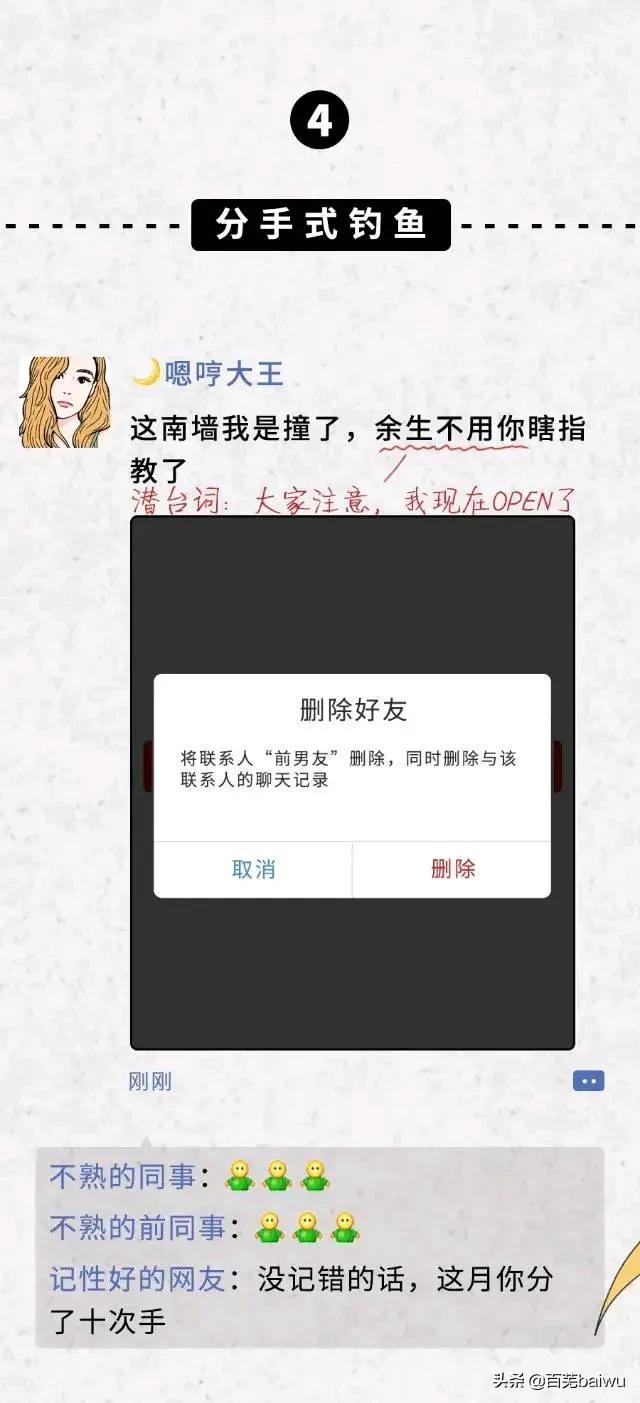 4
分手式钓鱼
嗯哼大王
这南墙我是撞了，余生不用你瞎指
教了
潜台词：大家注意，我现在OPEN了
删除好友
将联系人“前男友”删除，同时删除与该
联系人的聊天记录
取消 删除
刚刚
不熟的同事：
不熟的前同事：
记性好的网友：没记错的话，这月你分
了十次手
头条 @百芜baiwu